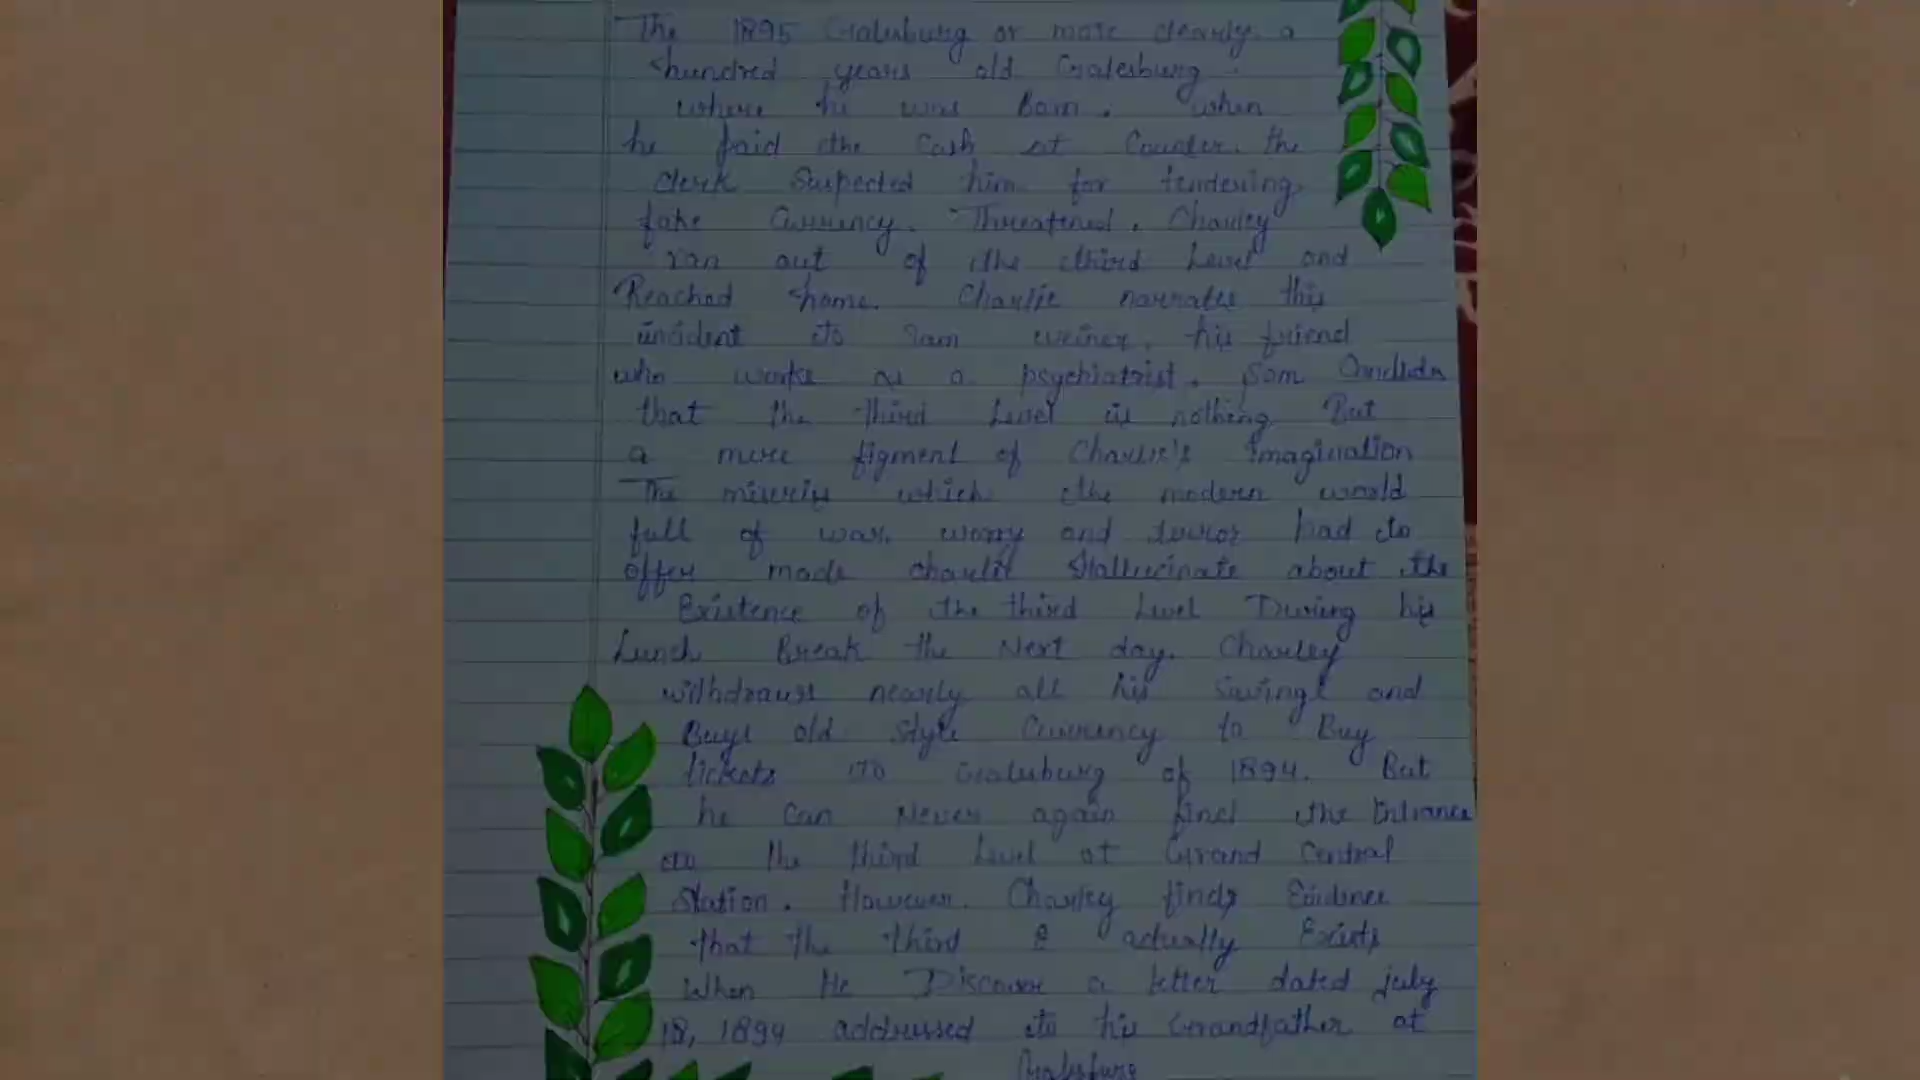 The 1895 Galesburg or more clearly a
hundred years old Galesburg.
where he was Born. when
he paid the Cash at Counter. the
clerk Suspected him for tendering
fake Currency. Threatened, Charley
ran out of the third Level and
Reached home. Charlie narrates this
incident to Sam weiner, his friend
who works as a psychiatrist. Sam Concludes
that the third Level is nothing But
a mere figment of Charlie's Imagination
The miseries which the modern world
full of war, worry and terror had to
offer made charlie Hallucinate about the
Existence of the third Level During his
Lunch Break the Next day. Charley
withdraws nearly all his Savings and
Buys old Style Currency to Buy
tickets to Galesburg of 1894. But
he can Never again find the Entrance
to the third Level at Grand Central
Station. However. Charley finds Evidence
that the third actually Exists
When He Discover a letter dated july
18, 1894 addressed to his Grandfather at
Galesburg